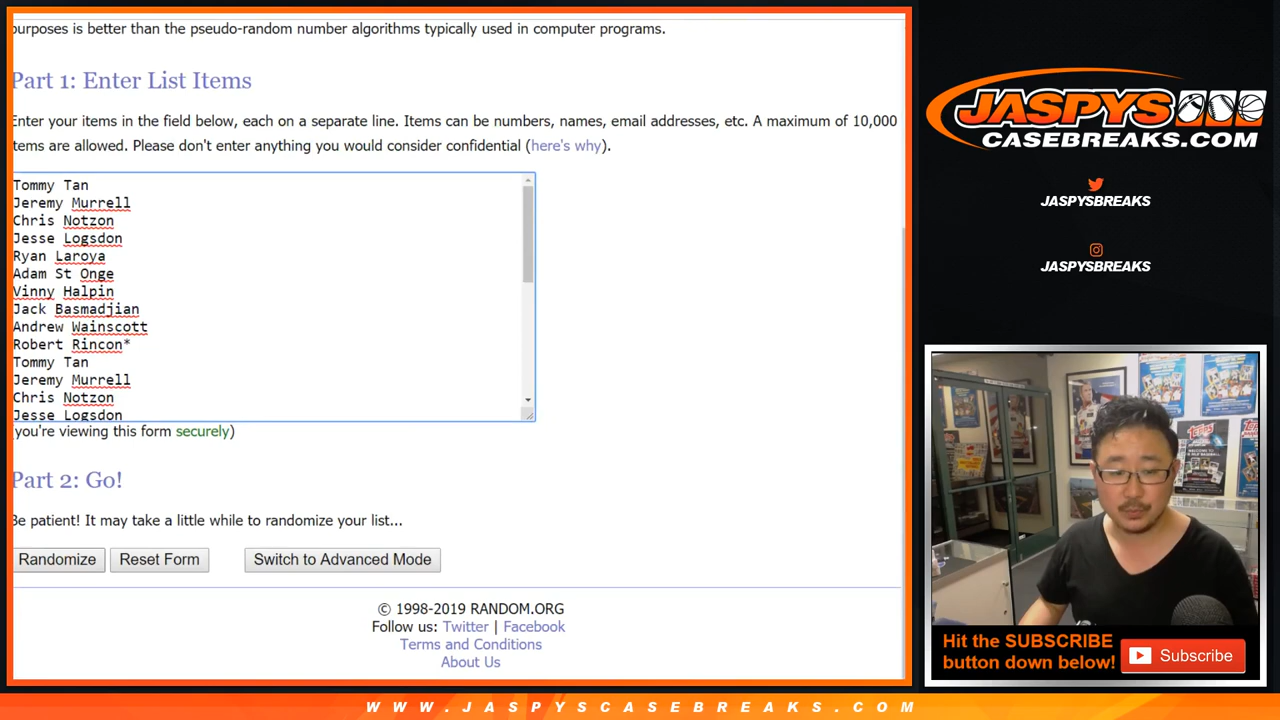 purposes is better than the pseudo-random number algorithms typically used in computer programs.
Part 1: Enter List Items
Enter your items in the field below, each on a separate line. Items can be numbers, names, email addresses, etc. A maximum of 10,000
items are allowed. Please don't enter anything you would consider confidential (here's why).
Tommy Tan
Jeremy Murrell
Chris Notzon
Jesse Logsdon
Ryan Laroya
Adam St Onge
Vinny Halpin
Jack Basmadjian
Andrew Wainscott
Robert Rincon*
Tommy Tan
Jeremy Murrell
Chris Notzon
Jesse Logsdon
you're viewing this form securely)
Part 2: Go!
Be patient! It may take a little while to randomize your list...
Randomize
Reset Form
Switch to Advanced Mode
© 1998-2019 RANDOM.ORG
Follow us: Twitter | Facebook
Terms and Conditions
About Us
JASPYS
CASEBREAKS.COM
JASPYSBREAKS
JASPYSBREAKS
Hit the SUBSCRIBE
button down below!
Subscribe
WWW.JASPYSCASEBREAKS.COM